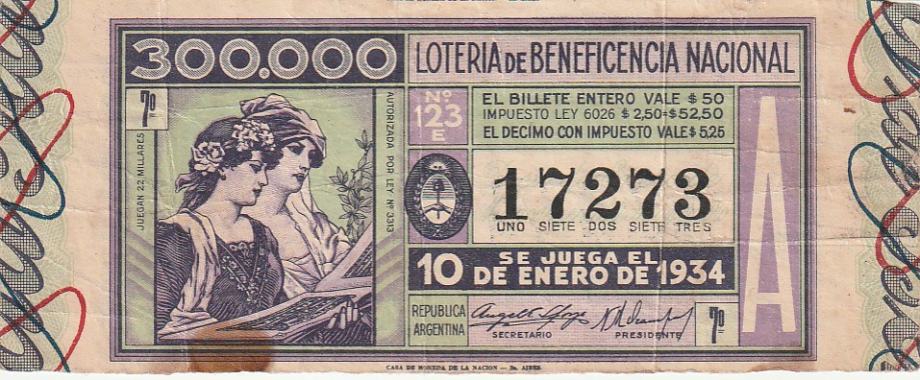 300.000
LOTERIA DE BENEFICENCIA NACIONAL
7º
JUEGAN 22 MILLARES
AUTORIZADA POR LEY Nº 3313
Nº
123
E
EL BILLETE ENTERO VALE $ 50
IMPUESTO LEY 6026 $ 2,50=$ 52,50
EL DECIMO CON IMPUESTO VALE $ 5,25
A
17273
UNO SIETE DOS SIETE TRES
SE JUEGA EL
10 DE ENERO DE 1934
REPUBLICA
ARGENTINA
SECRETARIO
PRESIDENTE
7º
CASA DE MONEDA DE LA NACION — Bs. AIRES.